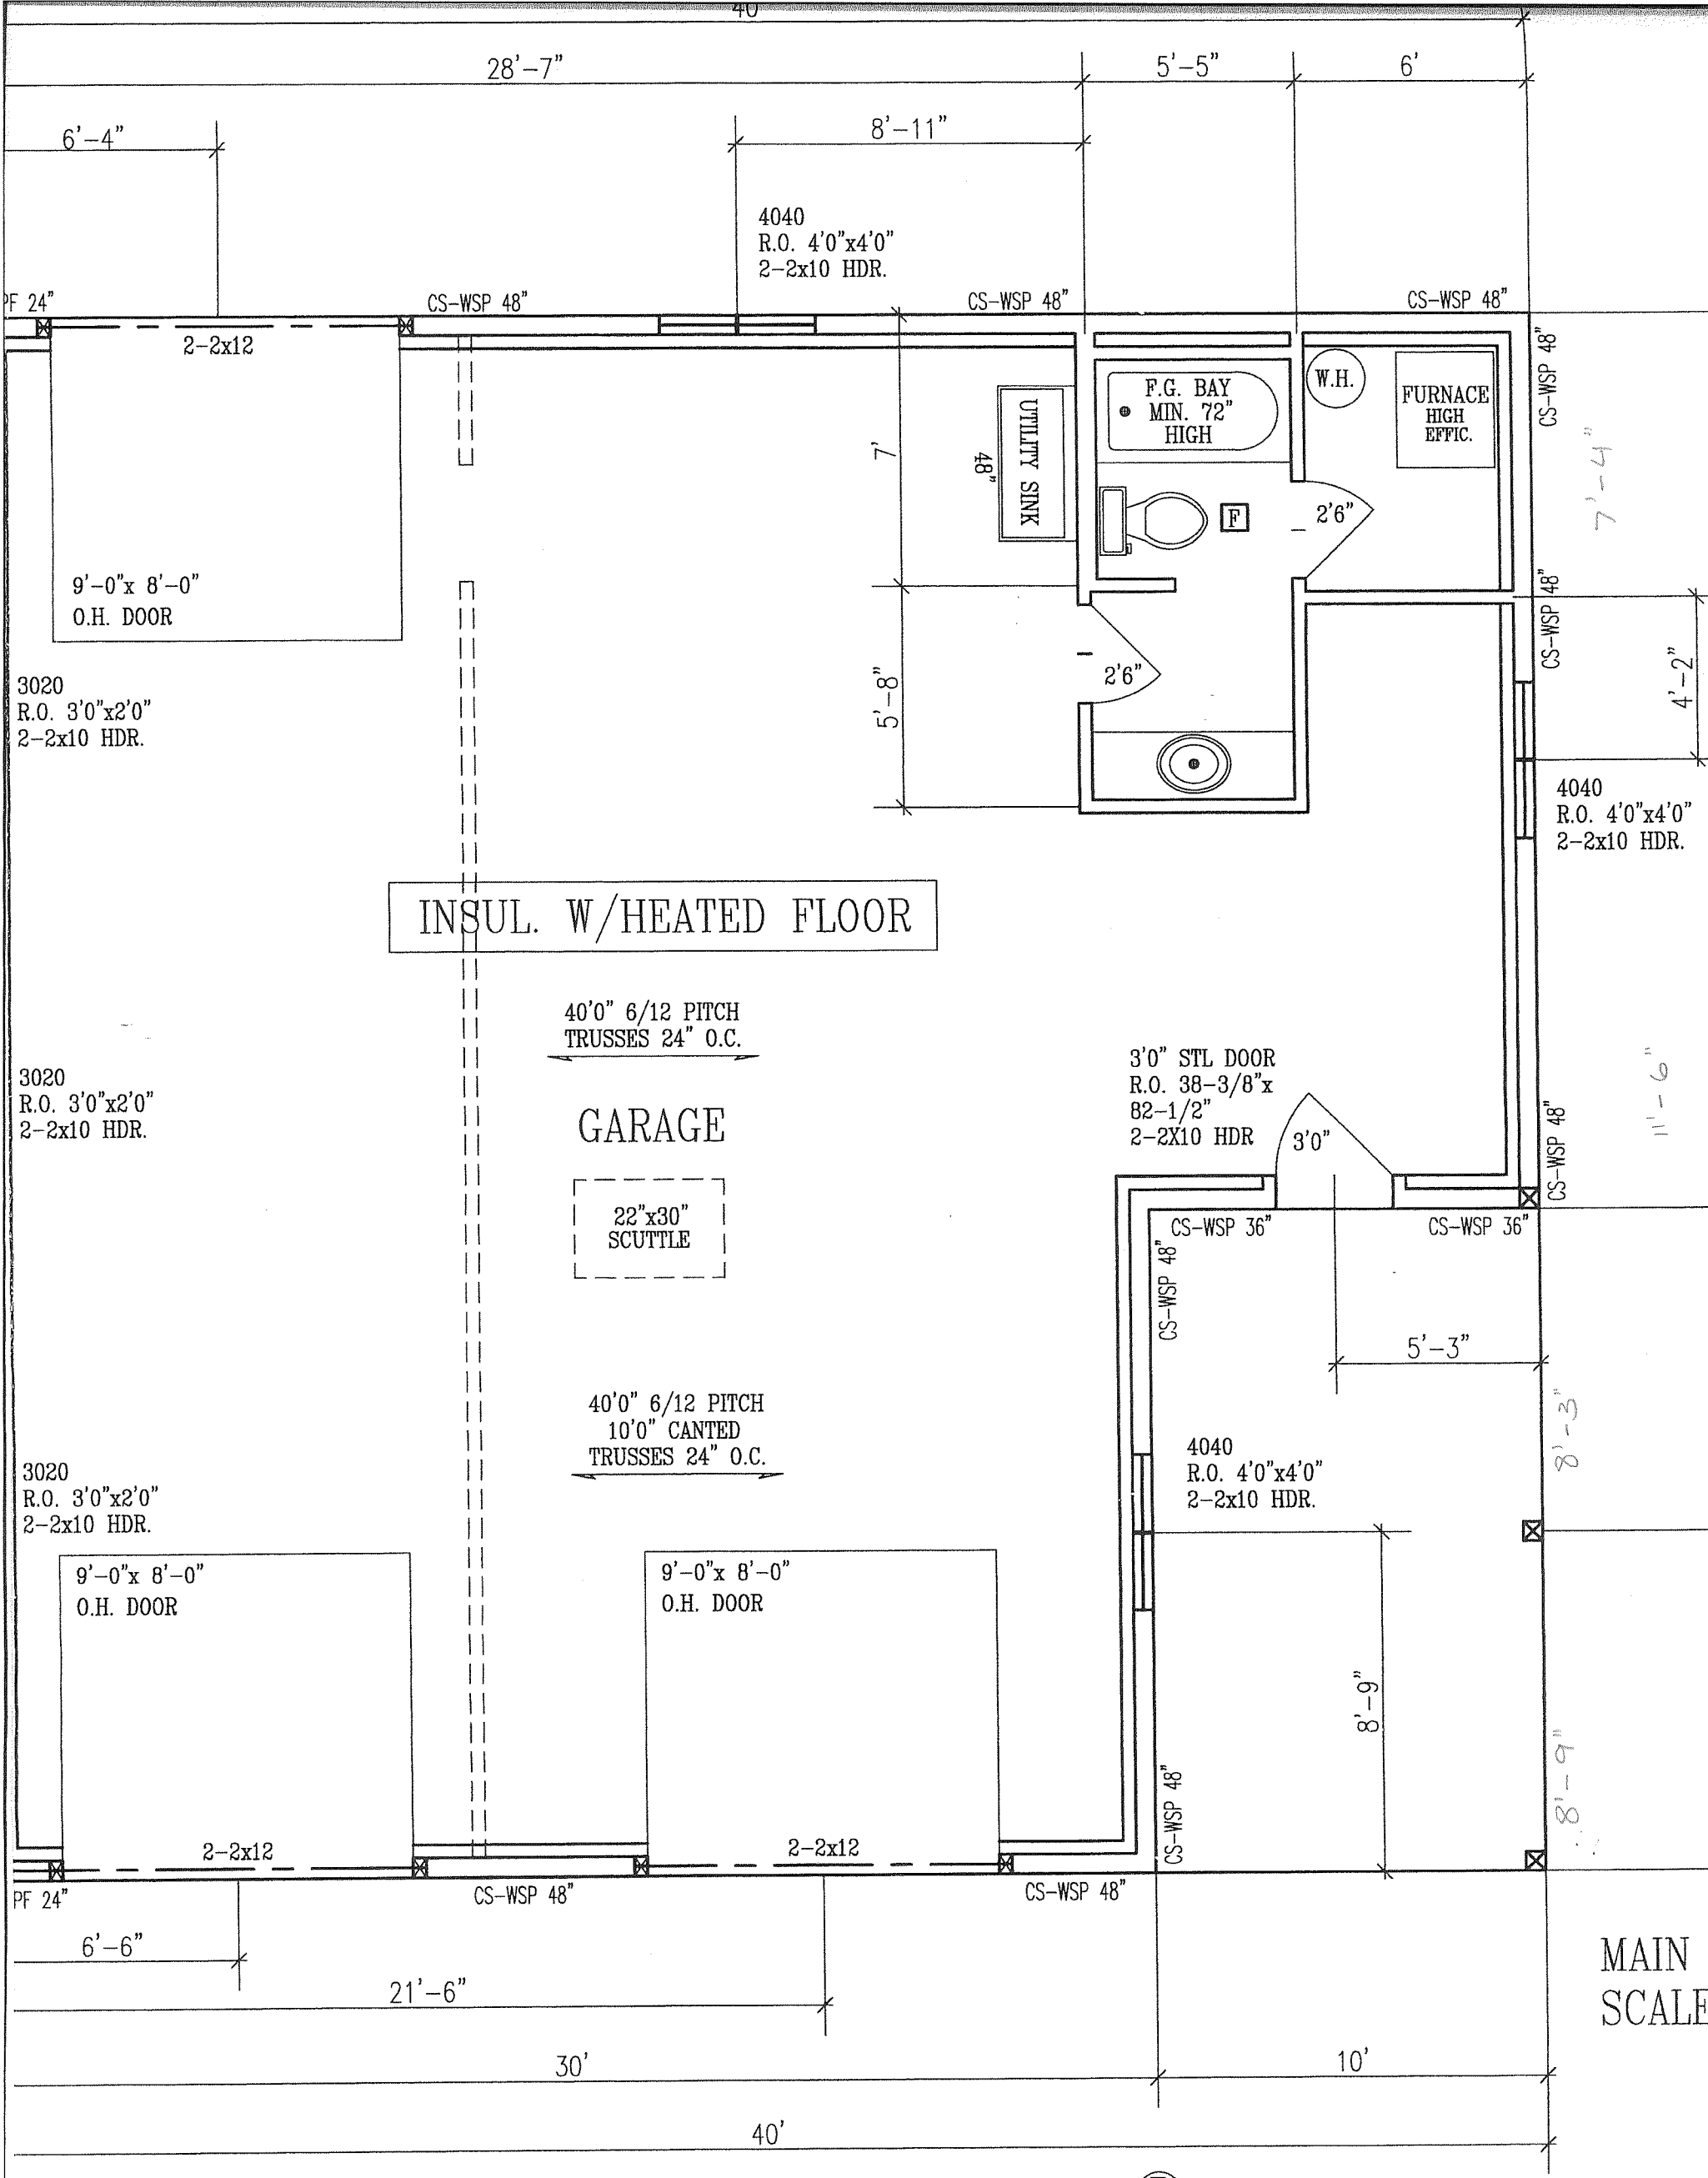 40'
28'-7"
5'-5"
6'
6'-4"
8'-11"
4040
R.O. 4'0"x4'0"
2-2x10 HDR.
PF 24"
CS-WSP 48"
CS-WSP 48"
CS-WSP 48"
2-2x12
CS-WSP 48"
F.G. BAY
MIN. 72"
HIGH
W.H.
FURNACE
HIGH
EFFIC.
UTILITY SINK
48"
7'
7'-4"
F
2'6"
9'-0"x 8'-0"
O.H. DOOR
CS-WSP 48"
CS-WSP 48"
3020
R.O. 3'0"x2'0"
2-2x10 HDR.
5'-8"
2'6"
4'-2"
4040
R.O. 4'0"x4'0"
2-2x10 HDR.
INSUL. W/HEATED FLOOR
40'0" 6/12 PITCH
TRUSSES 24" O.C.
3020
R.O. 3'0"x2'0"
2-2x10 HDR.
3'0" STL DOOR
R.O. 38-3/8"x
82-1/2"
2-2X10 HDR
3'0"
11'-6"
CS-WSP 48"
GARAGE
22"x30"
SCUTTLE
CS-WSP 36"
CS-WSP 36"
CS-WSP 48"
5'-3"
8'-3"
40'0" 6/12 PITCH
10'0" CANTED
TRUSSES 24" O.C.
4040
R.O. 4'0"x4'0"
2-2x10 HDR.
3020
R.O. 3'0"x2'0"
2-2x10 HDR.
9'-0"x 8'-0"
O.H. DOOR
9'-0"x 8'-0"
O.H. DOOR
8'-9"
8'-9"
CS-WSP 48"
2-2x12
2-2x12
PF 24"
CS-WSP 48"
CS-WSP 48"
6'-6"
21'-6"
MAIN
SCALE
30'
10'
40'